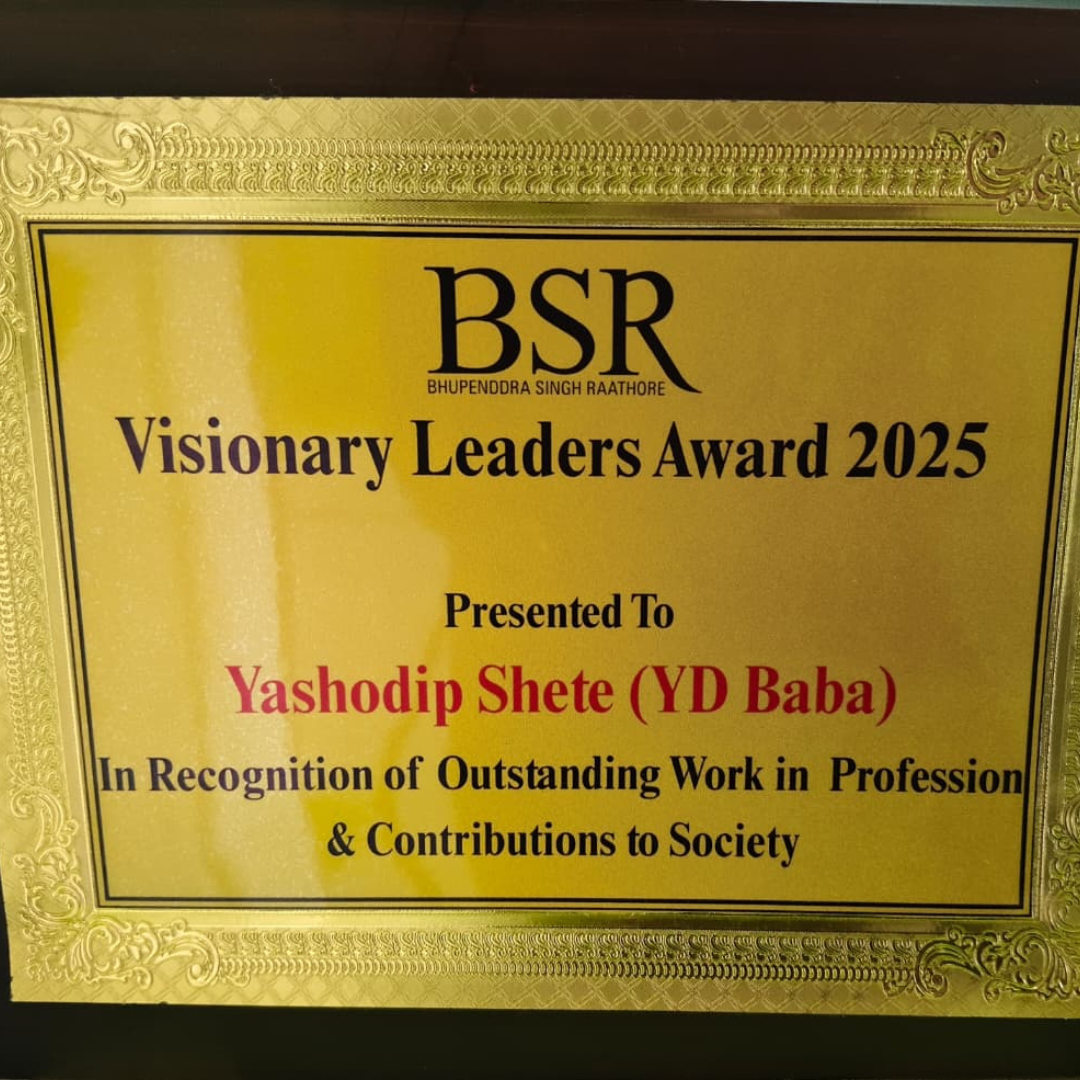 BSR
BHUPENDDRA SINGH RAATHORE
Visionary Leaders Award 2025
Presented To
Yashodip Shete (YD Baba)
In Recognition of Outstanding Work in Profession
& Contributions to Society